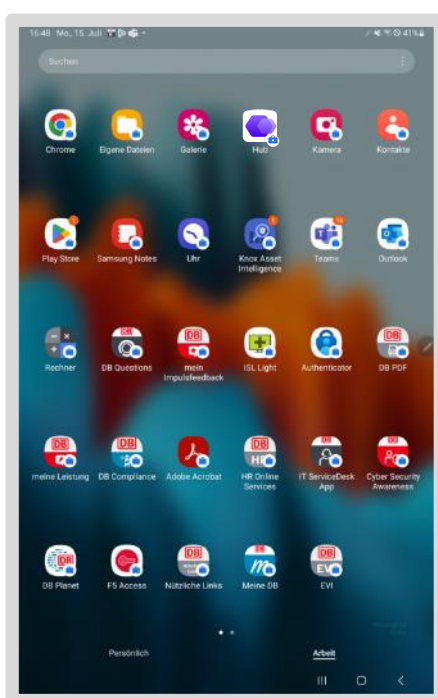 16:48 Mo., 15. Juli
41%
Suchen
Chrome
Eigene Dateien
Galerie
Hub
Kamera
Kontakte
Play Store
Samsung Notes
Uhr
Knox Asset
Intelligence
Teams
Outlook
Rechner
DB Questions
mein
Impulsfeedback
ISL Light
Authenticator
DB PDF
meine Leistung
DB Compliance
Adobe Acrobat
HR Online
Services
IT ServiceDesk
App
Cyber Security
Awareness
DB Planet
F5 Access
Nützliche Links
Meine DB
EVI
Persönlich
Arbeit